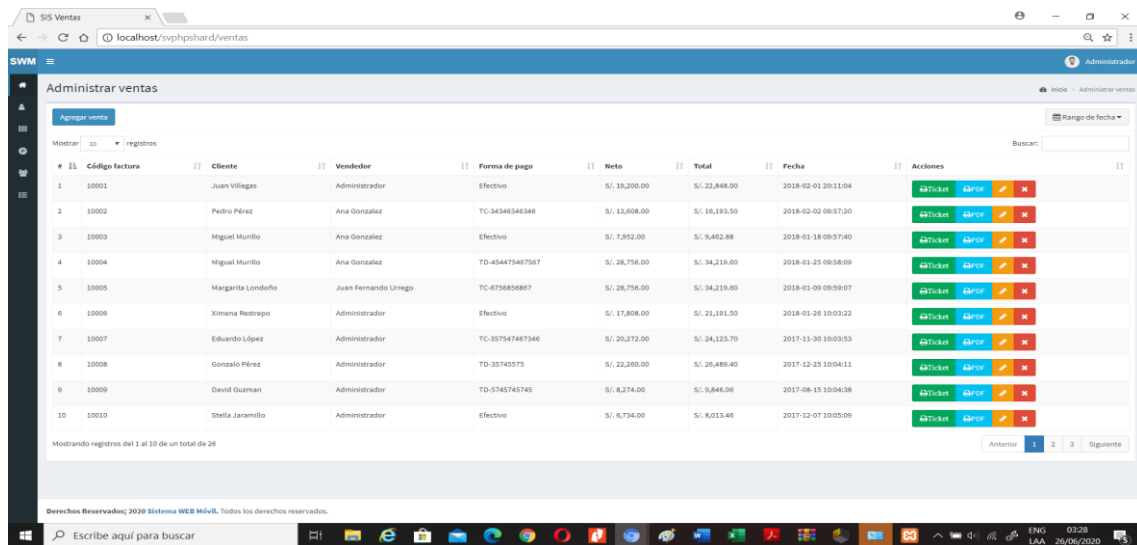 SIS Ventas
localhost/svphpshard/ventas
SWM Administrador
Administrar ventas Inicio > Administrar ventas
Agregar venta Rango de fecha
Mostrar 10 registros Buscar:
# Código factura Cliente Vendedor Forma de pago Neto Total Fecha Acciones
1 10001 Juan Villegas Administrador Efectivo S/. 19,200.00 S/. 22,848.00 2018-02-01 20:11:04 Ticket PDF
2 10002 Pedro Pérez Ana Gonzalez TC-34346346346 S/. 13,608.00 S/. 16,193.50 2018-02-02 09:57:20 Ticket PDF
3 10003 Miguel Murillo Ana Gonzalez Efectivo S/. 7,952.00 S/. 9,462.88 2018-01-18 09:57:40 Ticket PDF
4 10004 Miguel Murillo Ana Gonzalez TD-454475467567 S/. 28,756.00 S/. 34,219.60 2018-01-25 09:58:09 Ticket PDF
5 10005 Margarita Londoño Juan Fernando Urrego TC-6756856867 S/. 28,756.00 S/. 34,219.60 2018-01-09 09:59:07 Ticket PDF
6 10006 Ximena Restrepo Administrador Efectivo S/. 17,808.00 S/. 21,191.50 2018-01-26 10:03:22 Ticket PDF
7 10007 Eduardo López Administrador TC-357547467346 S/. 20,272.00 S/. 24,123.70 2017-11-30 10:03:53 Ticket PDF
8 10008 Gonzalo Pérez Administrador TD-35745575 S/. 22,260.00 S/. 26,489.40 2017-12-25 10:04:11 Ticket PDF
9 10009 David Guzman Administrador TD-5745745745 S/. 8,274.00 S/. 9,846.06 2017-08-15 10:04:38 Ticket PDF
10 10010 Stella Jaramillo Administrador Efectivo S/. 6,734.00 S/. 8,013.46 2017-12-07 10:05:09 Ticket PDF
Mostrando registros del 1 al 10 de un total de 26 Anterior 1 2 3 Siguiente
Derechos Reservados; 2020 Sistema WEB Móvil. Todos los derechos reservados.
Escribe aquí para buscar ENG 03:28
LAA 26/06/2020